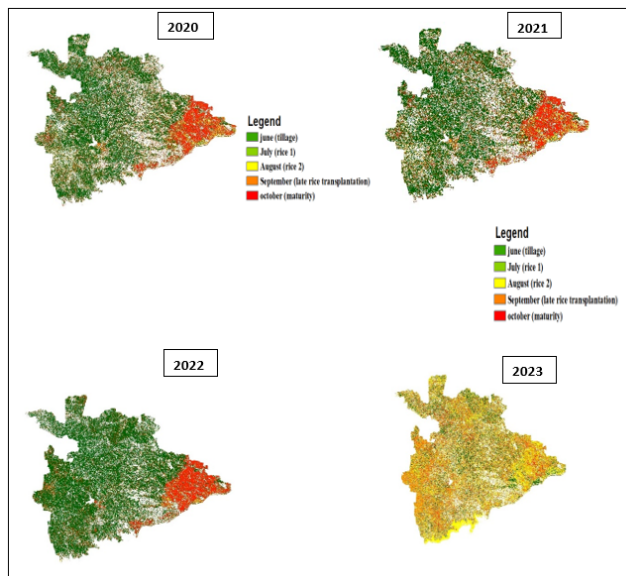 2020
2021
Legend
june (tillage)
July (rice 1)
August (rice 2)
September (late rice transplantation)
october (maturity)
Legend
june (tillage)
July (rice 1)
August (rice 2)
September (late rice transplantation)
october (maturity)
2022
2023